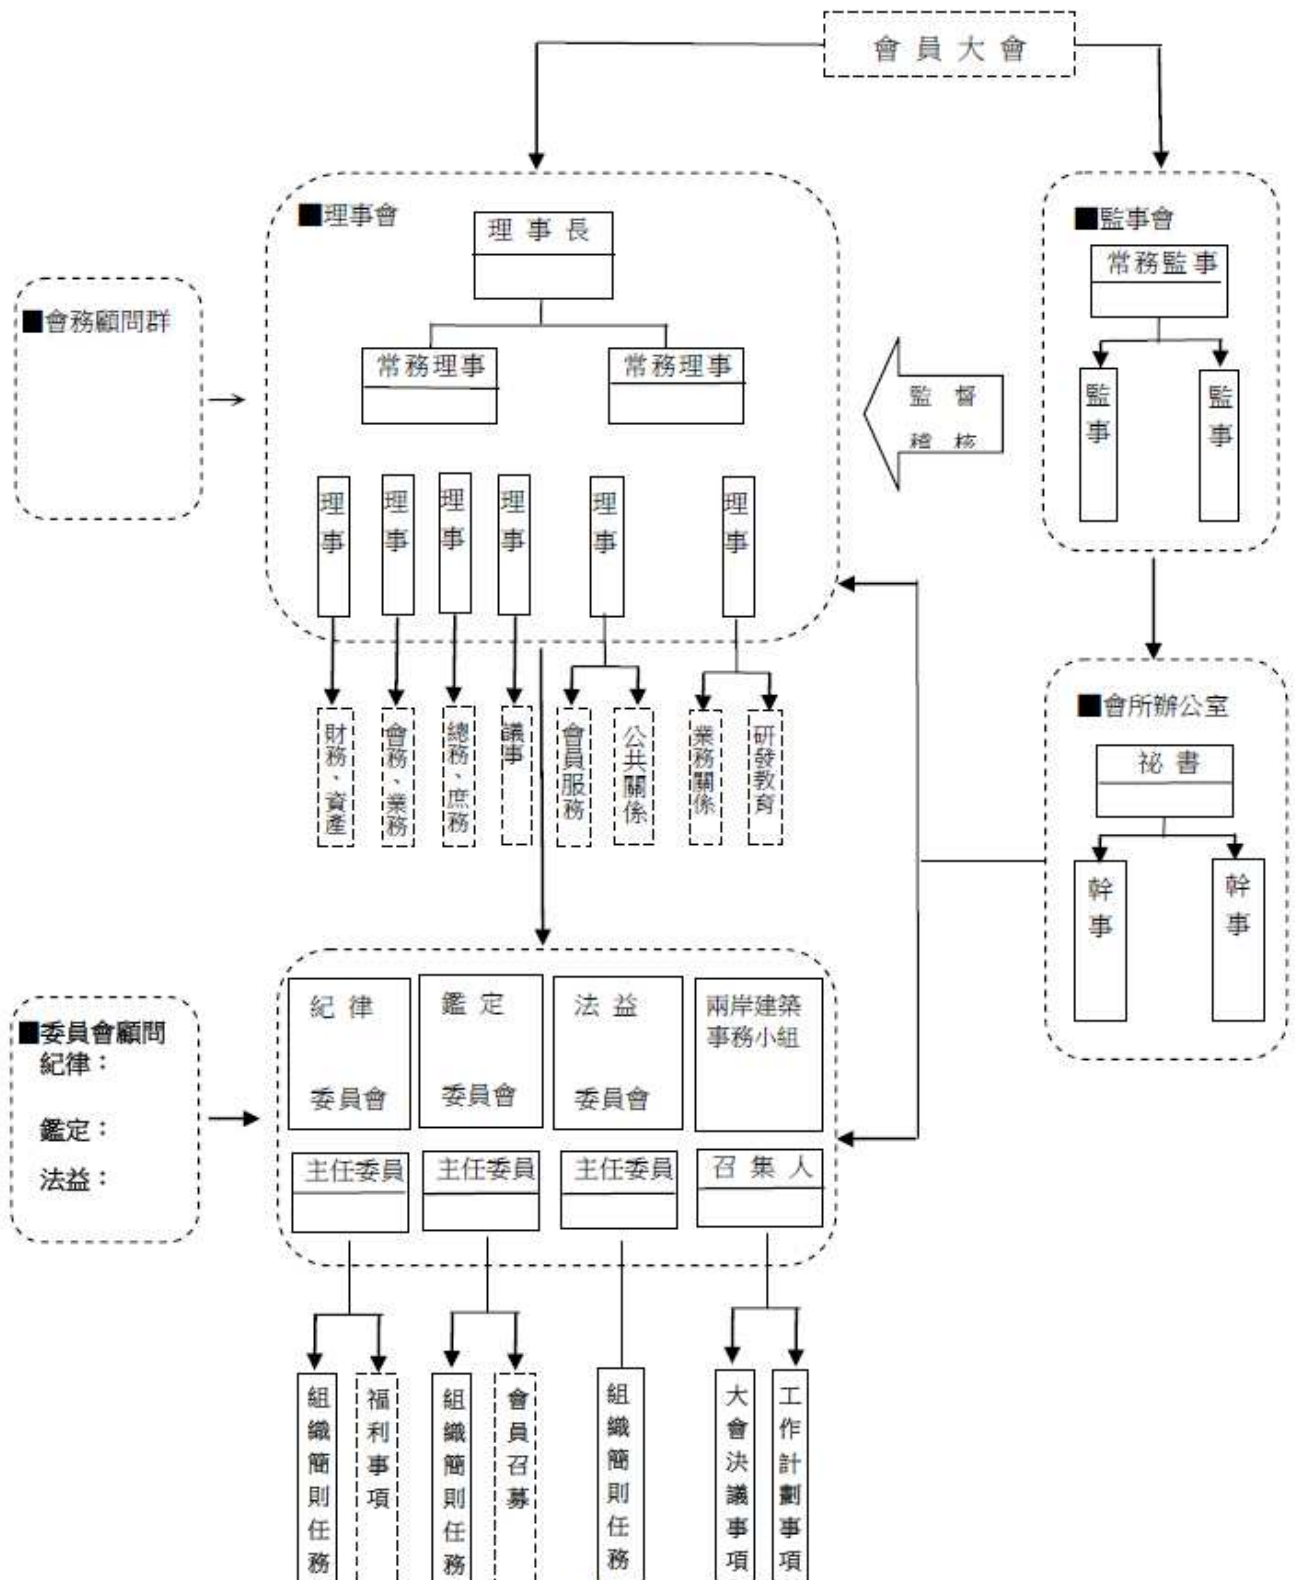 會員大會
■理事會
理事長
常務理事
常務理事
理事
理事
理事
理事
理事
理事
財務、資產
會務、業務
總務、庶務
議事
會員服務
公共關係
業務關係
研發教育
■會務顧問群
監督
稽核
■監事會
常務監事
監事
監事
■會所辦公室
祕書
幹事
幹事
紀律
委員會
鑑定
委員會
法益
委員會
兩岸建築
事務小組
主任委員
主任委員
主任委員
召集人
■委員會顧問
紀律：
鑑定：
法益：
組織簡則任務
福利事項
組織簡則任務
會員召募
組織簡則任務
大會決議事項
工作計劃事項